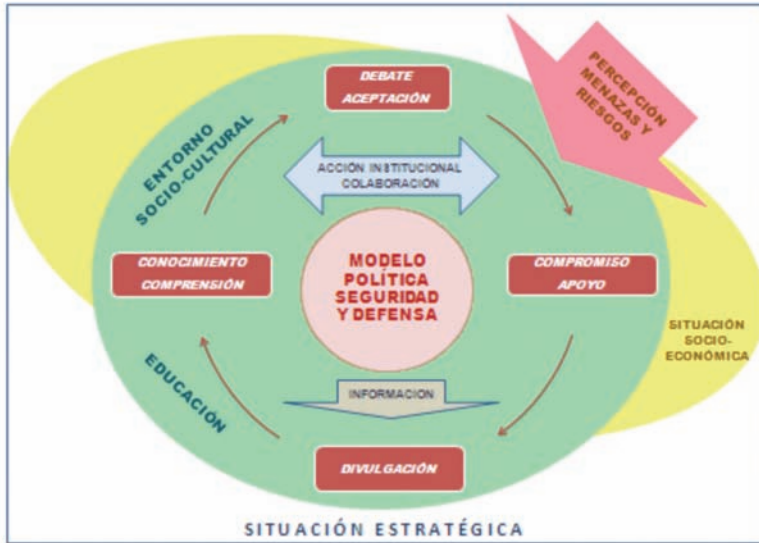 DEBATE
ACEPTACIÓN
PERCEPCIÓN
MENAZAS Y
RIESGOS
ENTORNO
SOCIO-CULTURAL
ACCIÓN INSTITUCIONAL
COLABORACIÓN
CONOCIMIENTO
COMPRENSIÓN
MODELO
POLÍTICA
SEGURIDAD
Y DEFENSA
COMPROMISO
APOYO
SITUACIÓN
SOCIO-
ECONÓMICA
EDUCACIÓN
INFORMACION
DIVULGACIÓN
SITUACIÓN ESTRATÉGICA